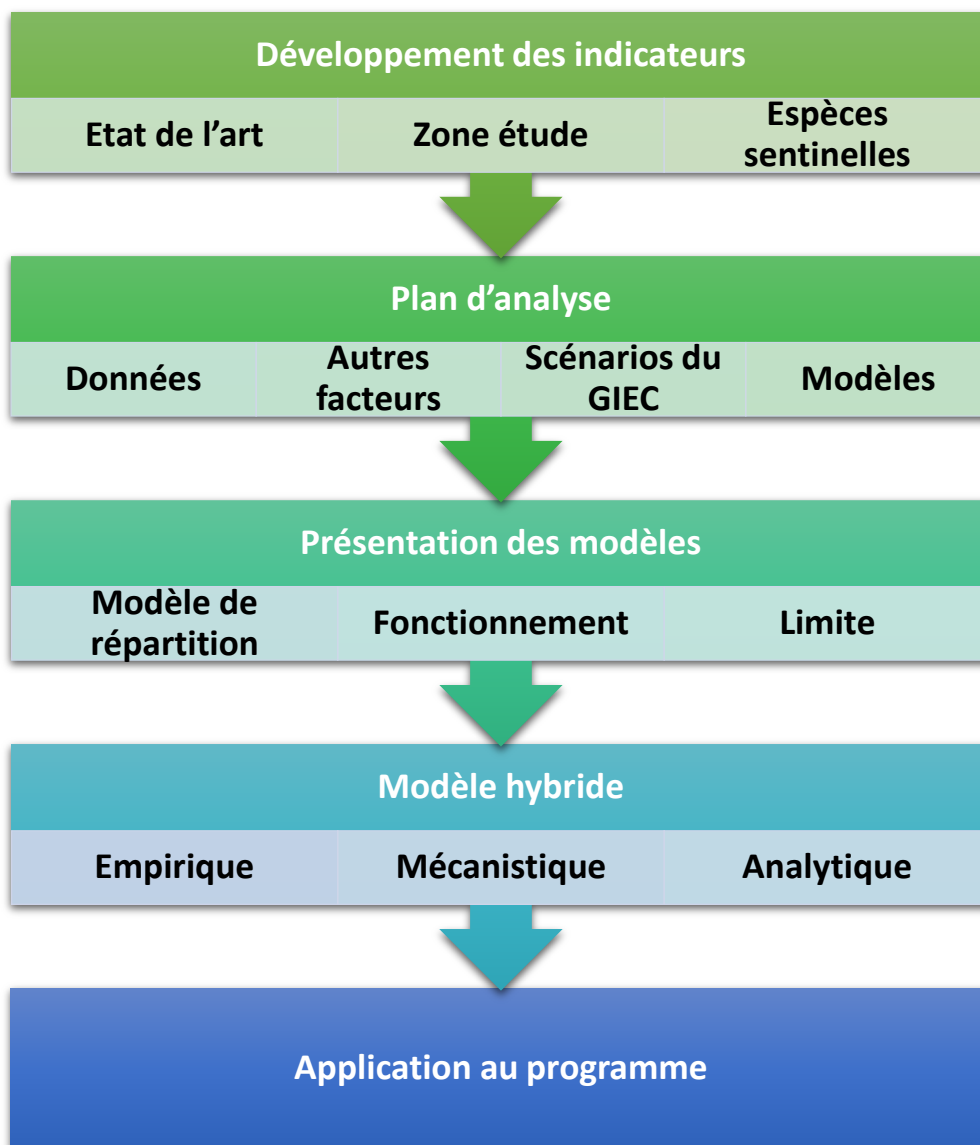 Développement des indicateurs
Etat de l’art
Zone étude
Espèces
sentinelles
Plan d’analyse
Données
Autres
facteurs
Scénarios du
GIEC
Modèles
Présentation des modèles
Modèle de
répartition
Fonctionnement
Limite
Modèle hybride
Empirique
Mécanistique
Analytique
Application au programme